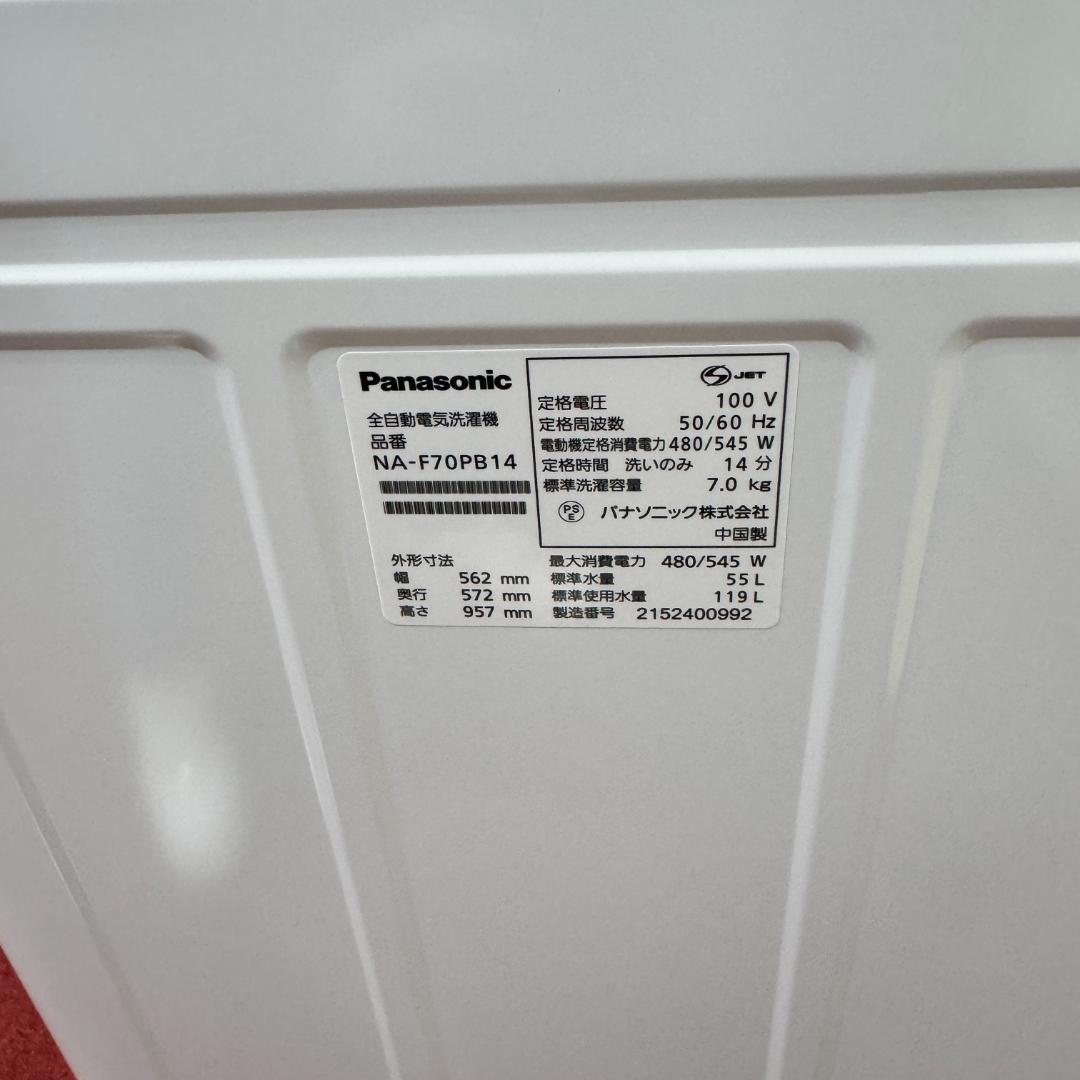 Panasonic
全自動電気洗濯機
品番
NA-F70PB14
S JET
定格電圧 100 V
定格周波数 50/60 Hz
電動機定格消費電力 480/545 W
定格時間 洗いのみ 14 分
標準洗濯容量 7.0 kg
PS E パナソニック株式会社
中国製
外形寸法
幅 562 mm
奥行 572 mm
高さ 957 mm
最大消費電力 480/545 W
標準水量 55 L
標準使用水量 119 L
製造番号 2152400992